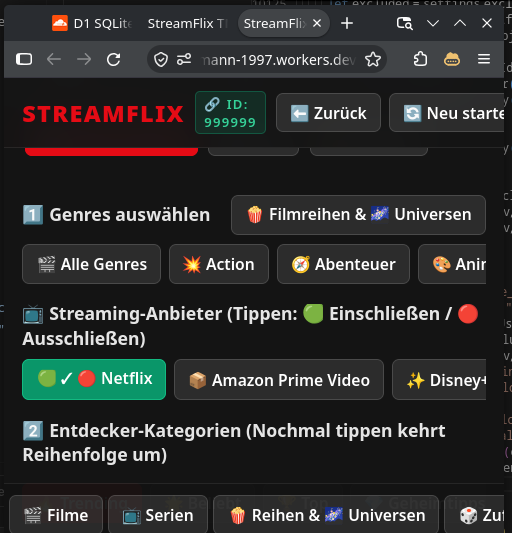 D1 SQLite
StreamFlix
StreamFlix
mann-1997.workers.dev
STREAMFLIX
🔗 ID:
999999
⬅️ Zurück
🔄 Neu starte
1️⃣ Genres auswählen
🍿 Filmreihen & 🌌 Universen
🎬 Alle Genres
💥 Action
🧭 Abenteuer
🎨 Anir
📺 Streaming-Anbieter (Tippen: 🟢 Einschließen / 🔴
Ausschließen)
🟢✓🔴 Netflix
📦 Amazon Prime Video
✨ Disney+
2️⃣ Entdecker-Kategorien (Nochmal tippen kehrt
Reihenfolge um)
🎬 Filme
📺 Serien
🍿 Reihen & 🌌 Universen
🎲 Zuf